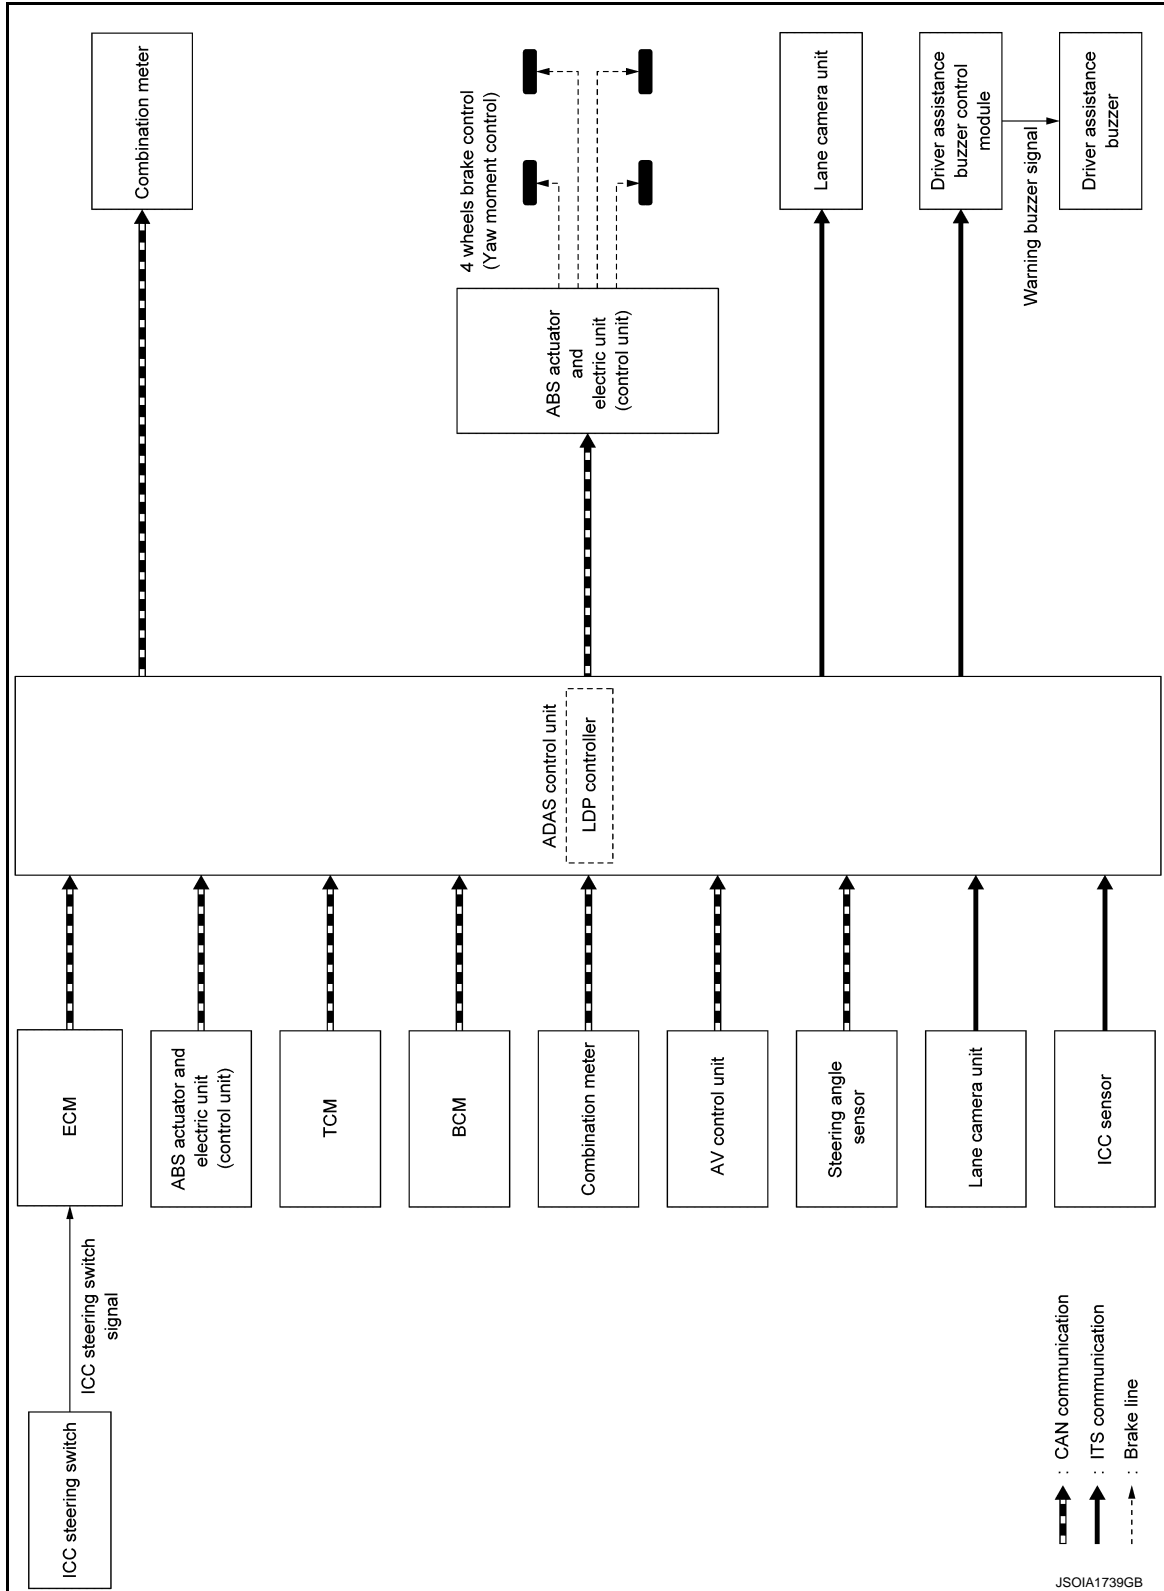 ICC steering switch
ICC steering switch
signal
ECM
ABS actuator and
electric unit
(control unit)
TCM
BCM
Combination meter
AV control unit
Steering angle
sensor
Lane camera unit
ICC sensor
ADAS control unit
LDP controller
Combination meter
ABS actuator
and
electric unit
(control unit)
4 wheels brake control
(Yaw moment control)
Lane camera unit
Driver assistance
buzzer control
module
Warning buzzer signal
Driver assistance
buzzer
: CAN communication
: ITS communication
: Brake line
JSOIA1739GB